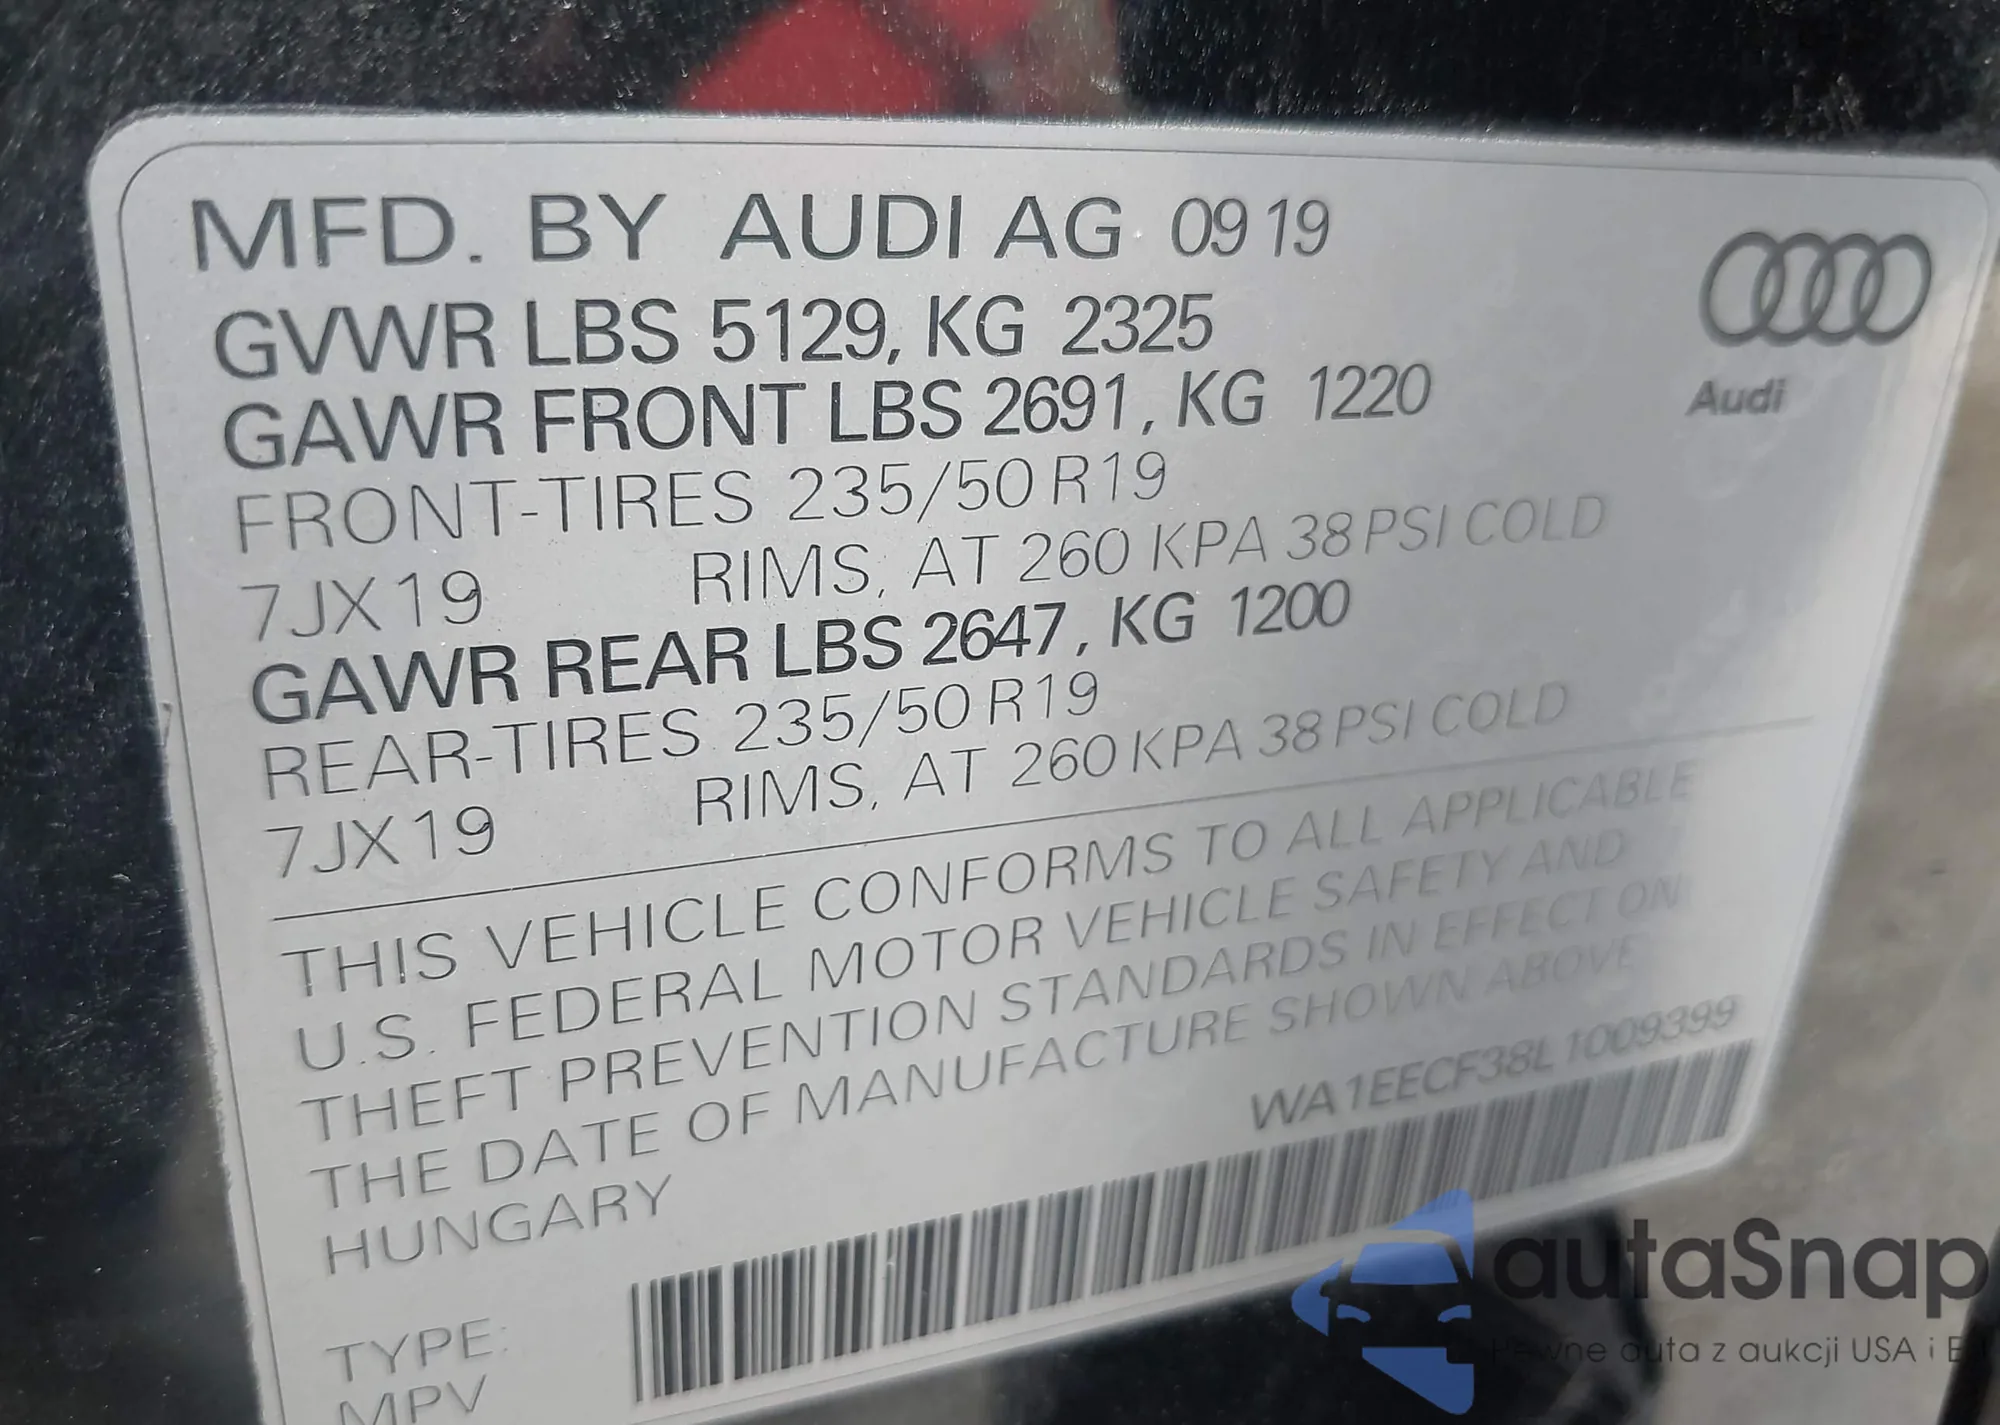 MFD. BY AUDI AG 09 19
GVWR LBS 5129, KG 2325
GAWR FRONT LBS 2691, KG 1220
FRONT-TIRES 235/50 R19
7JX19 RIMS, AT 260 KPA 38 PSI COLD
GAWR REAR LBS 2647, KG 1200
REAR-TIRES 235/50 R19
7JX19 RIMS, AT 260 KPA 38 PSI COLD
Audi
THIS VEHICLE CONFORMS TO ALL APPLICABLE
U.S. FEDERAL MOTOR VEHICLE SAFETY AND
THEFT PREVENTION STANDARDS IN EFFECT ON
THE DATE OF MANUFACTURE SHOWN ABOVE
HUNGARY
WA1EECF38L1009399
TYPE:
MPV
autaSnap
Pewne auta z aukcji USA i